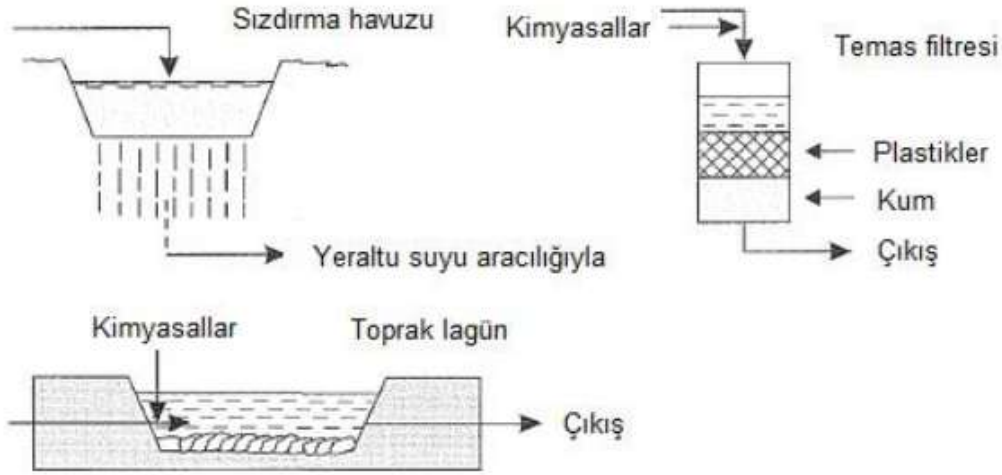 Sızdırma havuzu
Yeraltu suyu aracılığıyla
Kimyasallar
Temas filtresi
Plastikler
Kum
Çıkış
Kimyasallar
Toprak lagün
Çıkış